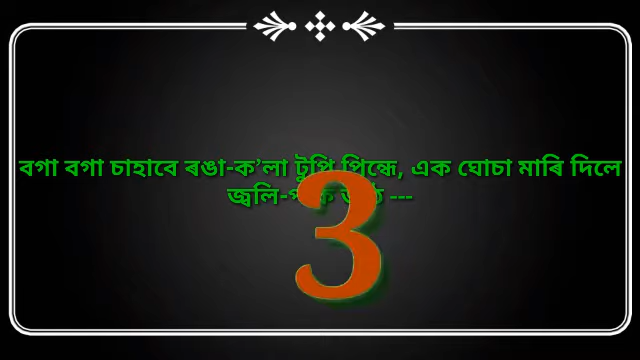 বগা বগা চাহাবে ৰঙা-ক’লা টুপি পিন্ধে, এক ঘোচা মাৰি দিলে
জ্বলি- ---
3